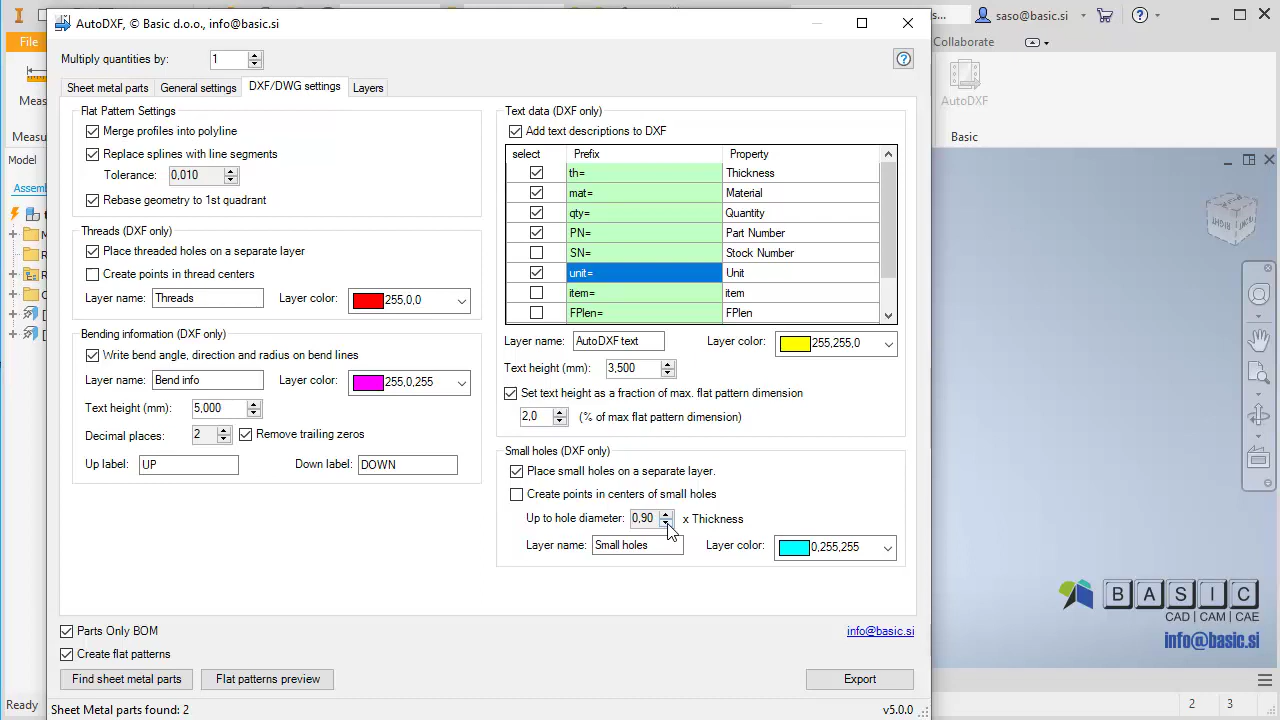 AutoDXF, © Basic d.o.o., info@basic.si
saso@basic.si
File
Collaborate
Multiply quantities by: 1
Sheet metal parts
General settings
DXF/DWG settings
Layers
AutoDXF
Basic
Model
Flat Pattern Settings
Merge profiles into polyline
Replace splines with line segments
Tolerance: 0,010
Rebase geometry to 1st quadrant
Threads (DXF only)
Place threaded holes on a separate layer
Create points in thread centers
Layer name: Threads Layer color: 255,0,0
Bending information (DXF only)
Write bend angle, direction and radius on bend lines
Layer name: Bend info Layer color: 255,0,255
Text height (mm): 5,000
Decimal places: 2 Remove trailing zeros
Up label: UP Down label: DOWN
Text data (DXF only)
Add text descriptions to DXF
select Prefix Property
th= Thickness
mat= Material
qty= Quantity
PN= Part Number
SN= Stock Number
unit= Unit
item= item
FPlen= FPlen
Layer name: AutoDXF text Layer color: 255,255,0
Text height (mm): 3,500
Set text height as a fraction of max. flat pattern dimension
2,0 (% of max flat pattern dimension)
Small holes (DXF only)
Place small holes on a separate layer.
Create points in centers of small holes
Up to hole diameter: 0,90 x Thickness
Layer name: Small holes Layer color: 0,255,255
RIGHT
BASIC
CAD | CAM | CAE
info@basic.si
Parts Only BOM
info@basic.si
Create flat patterns
Find sheet metal parts
Flat patterns preview
Export
Ready
Sheet Metal parts found: 2
v5.0.0
2 3